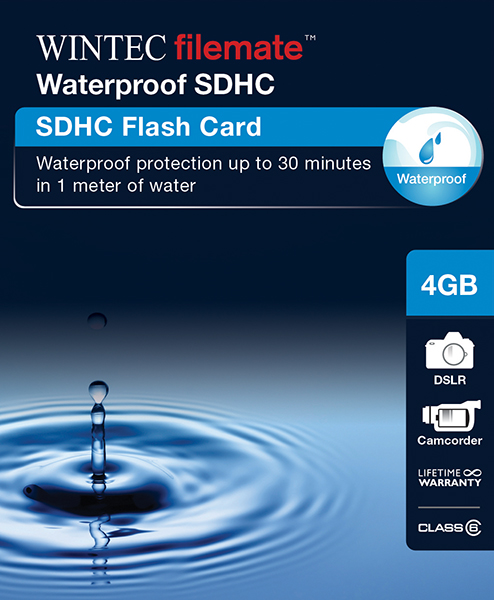 WINTEC filemate™
Waterproof SDHC
SDHC Flash Card
Waterproof protection up to 30 minutes
in 1 meter of water
Waterproof
4GB
DSLR
Camcorder
LIFETIME ∞
WARRANTY
CLASS 6